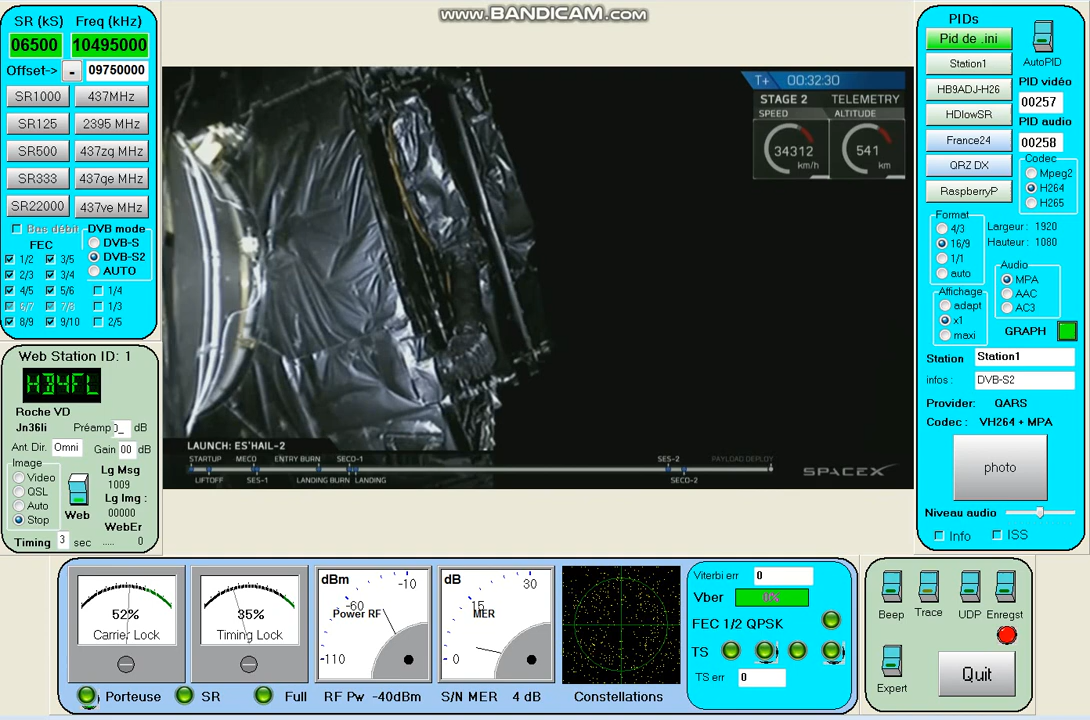 www.BANDICAM.com
SR (kS) Freq (kHz)
06500 10495000
Offset-> - 09750000
SR1000 437MHz
SR125 2395 MHz
SR500 437zq MHz
SR333 437qe MHz
SR22000 437ve MHz
Bus débit DVB mode
FEC DVB-S
1/2 3/5 DVB-S2
2/3 3/4 AUTO
4/5 5/6 1/4
6/7 7/8 1/3
8/9 9/10 2/5
Web Station ID: 1
HB4FL
Roche VD
Jn36li Préamp 0_ dB
Ant. Dir. Omni Gain 00 dB
Image
Video
QSL
Auto
Stop
Web
Lg Msg
1009
Lg Img :
00000
WebEr
Timing 3 sec ..... 0
T+ 00:32:30
STAGE 2 TELEMETRY
SPEED ALTITUDE
34312 541
km/h km
LAUNCH: ES'HAIL-2
STARTUP MECO ENTRY BURN SECO-1 SES-2 PAYLOAD DEPLOY
LIFTOFF SES-1 LANDING BURN LANDING SECO-2
SPACEX
PIDs
Pid de .ini
Station1
HB9ADJ-H26
HDlowSR
France24
QRZ DX
RaspberryP
AutoPID
PID vidéo
00257
PID audio
00258
Codec
Mpeg2
H264
H265
Format
4/3
16/9
1/1
auto
Largeur : 1920
Hauteur : 1080
Audio
MPA
AAC
AC3
Affichage
adapt
x1
maxi
GRAPH
Station Station1
infos : DVB-S2
Provider: QARS
Codec : VH264 + MPA
photo
Niveau audio
Info ISS
52%
Carrier Lock
35%
Timing Lock
dBm
-10
-60
Power RF
-110
dB
30
15
MER
0
Porteuse SR Full RF Pw -40dBm S/N MER 4 dB Constellations
Viterbi err 0
Vber 0%
FEC 1/2 QPSK
TS
TS err 0
Beep Trace UDP Enregst
Expert
Quit